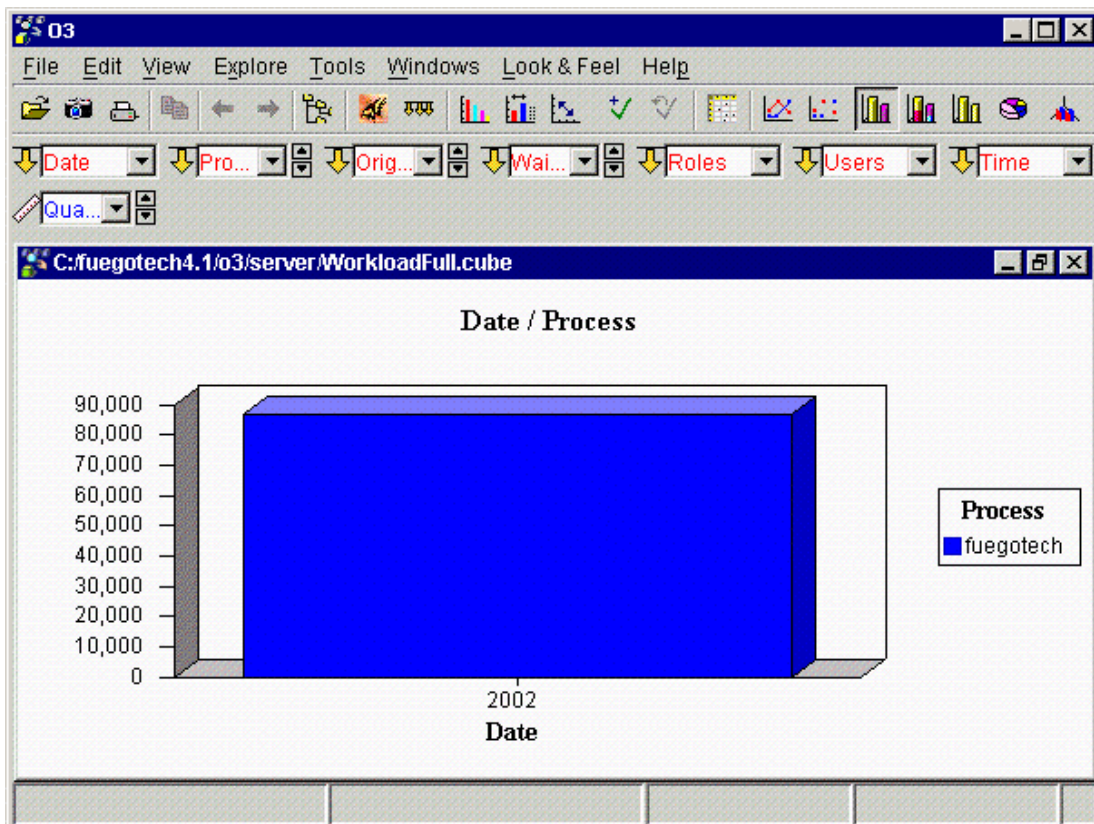 O3
File Edit View Explore Tools Windows Look & Feel Help
Date Pro... Orig... Wai... Roles Users Time
Qua...
C:/fuegotech4.1/o3/server/WorkloadFull.cube
Date / Process
90,000
80,000
70,000
60,000
50,000
40,000
30,000
20,000
10,000
0
2002
Date
Process
fuegotech